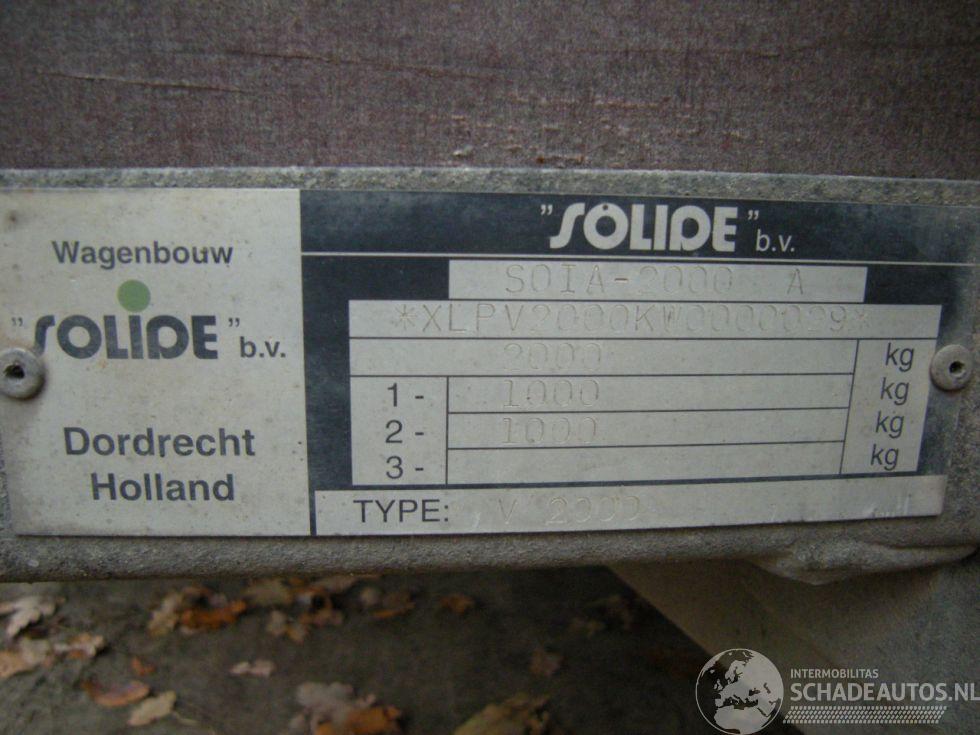 Wagenbouw
"SOLIDE" b.v.
Dordrecht
Holland
"SOLIDE" b.v.
SOIA-2000 A
*XLPV2000KW0000029*
2000 kg
1- 1000 kg
2- 1000 kg
3- kg
TYPE: V 2000
INTERMOBILITAS
SCHADEAUTOS.NL